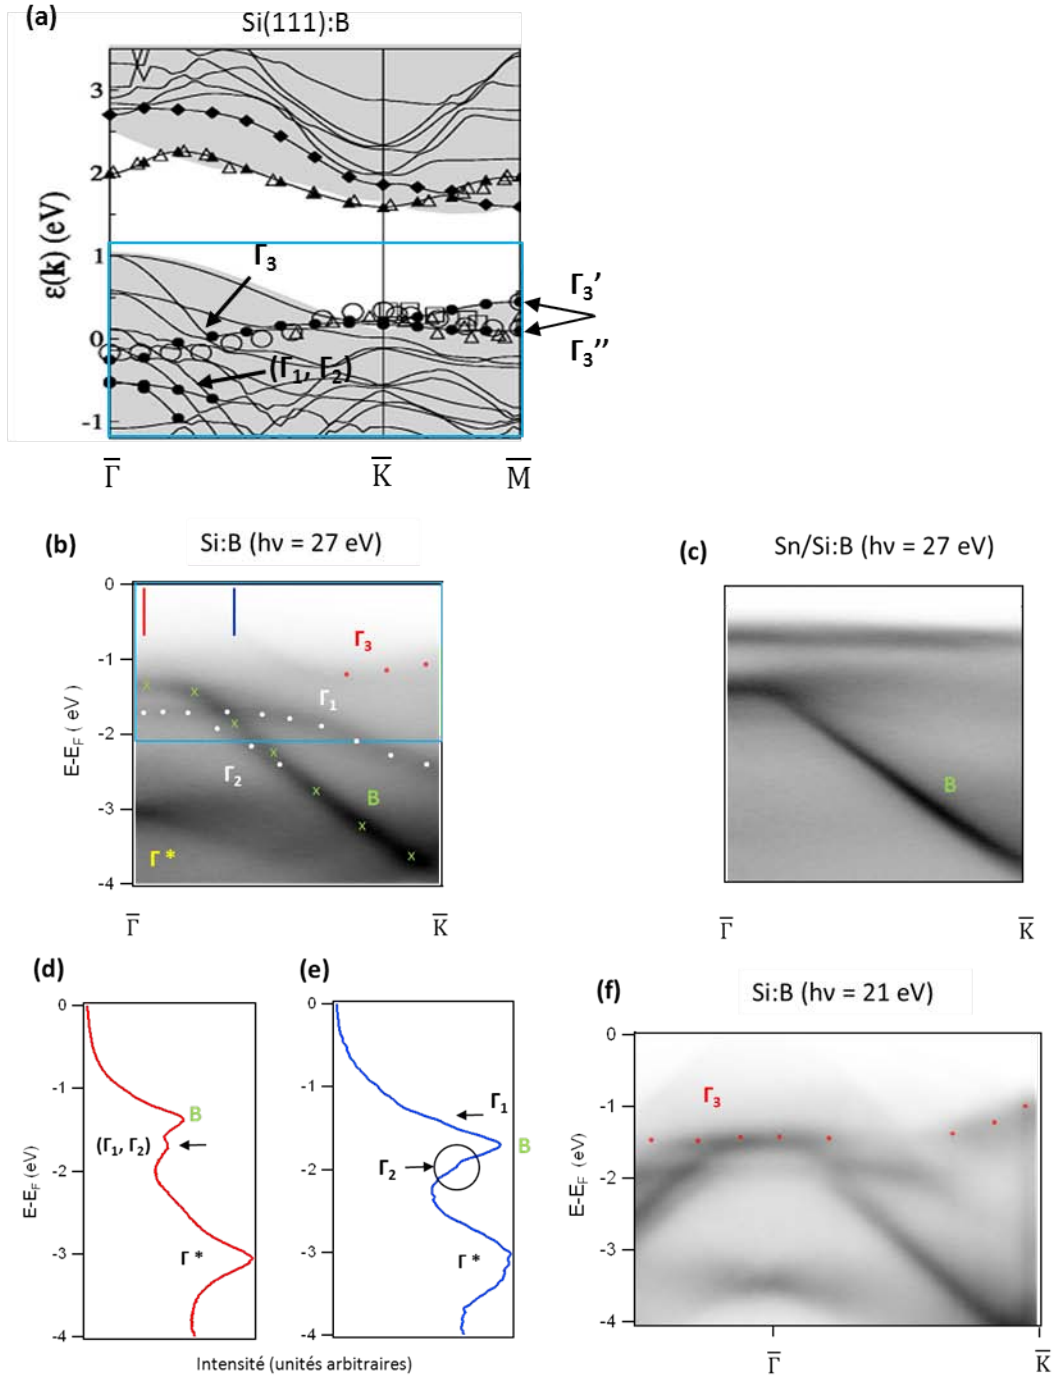 (a)
Si(111):B
ε(k) (eV)
3
2
1
0
-1
Γ₃
(Γ₁, Γ₂)
Γ₃’
Γ₃’’
Γ̅
K̅
M̅
(b)
Si:B (hν = 27 eV)
E-E_F ( eV )
0
-1
-2
-3
-4
Γ₃
Γ₁
Γ₂
B
Γ *
Γ̅
K̅
(c)
Sn/Si:B (hν = 27 eV)
B
Γ̅
K̅
(d)
E-E_F (eV)
0
-1
-2
-3
-4
B
(Γ₁, Γ₂)
Γ *
(e)
0
-1
-2
-3
-4
Γ₁
B
Γ₂
Γ *
Intensité (unités arbitraires)
(f)
Si:B (hν = 21 eV)
E-E_F (eV)
0
-1
-2
-3
-4
Γ₃
Γ̅
K̅